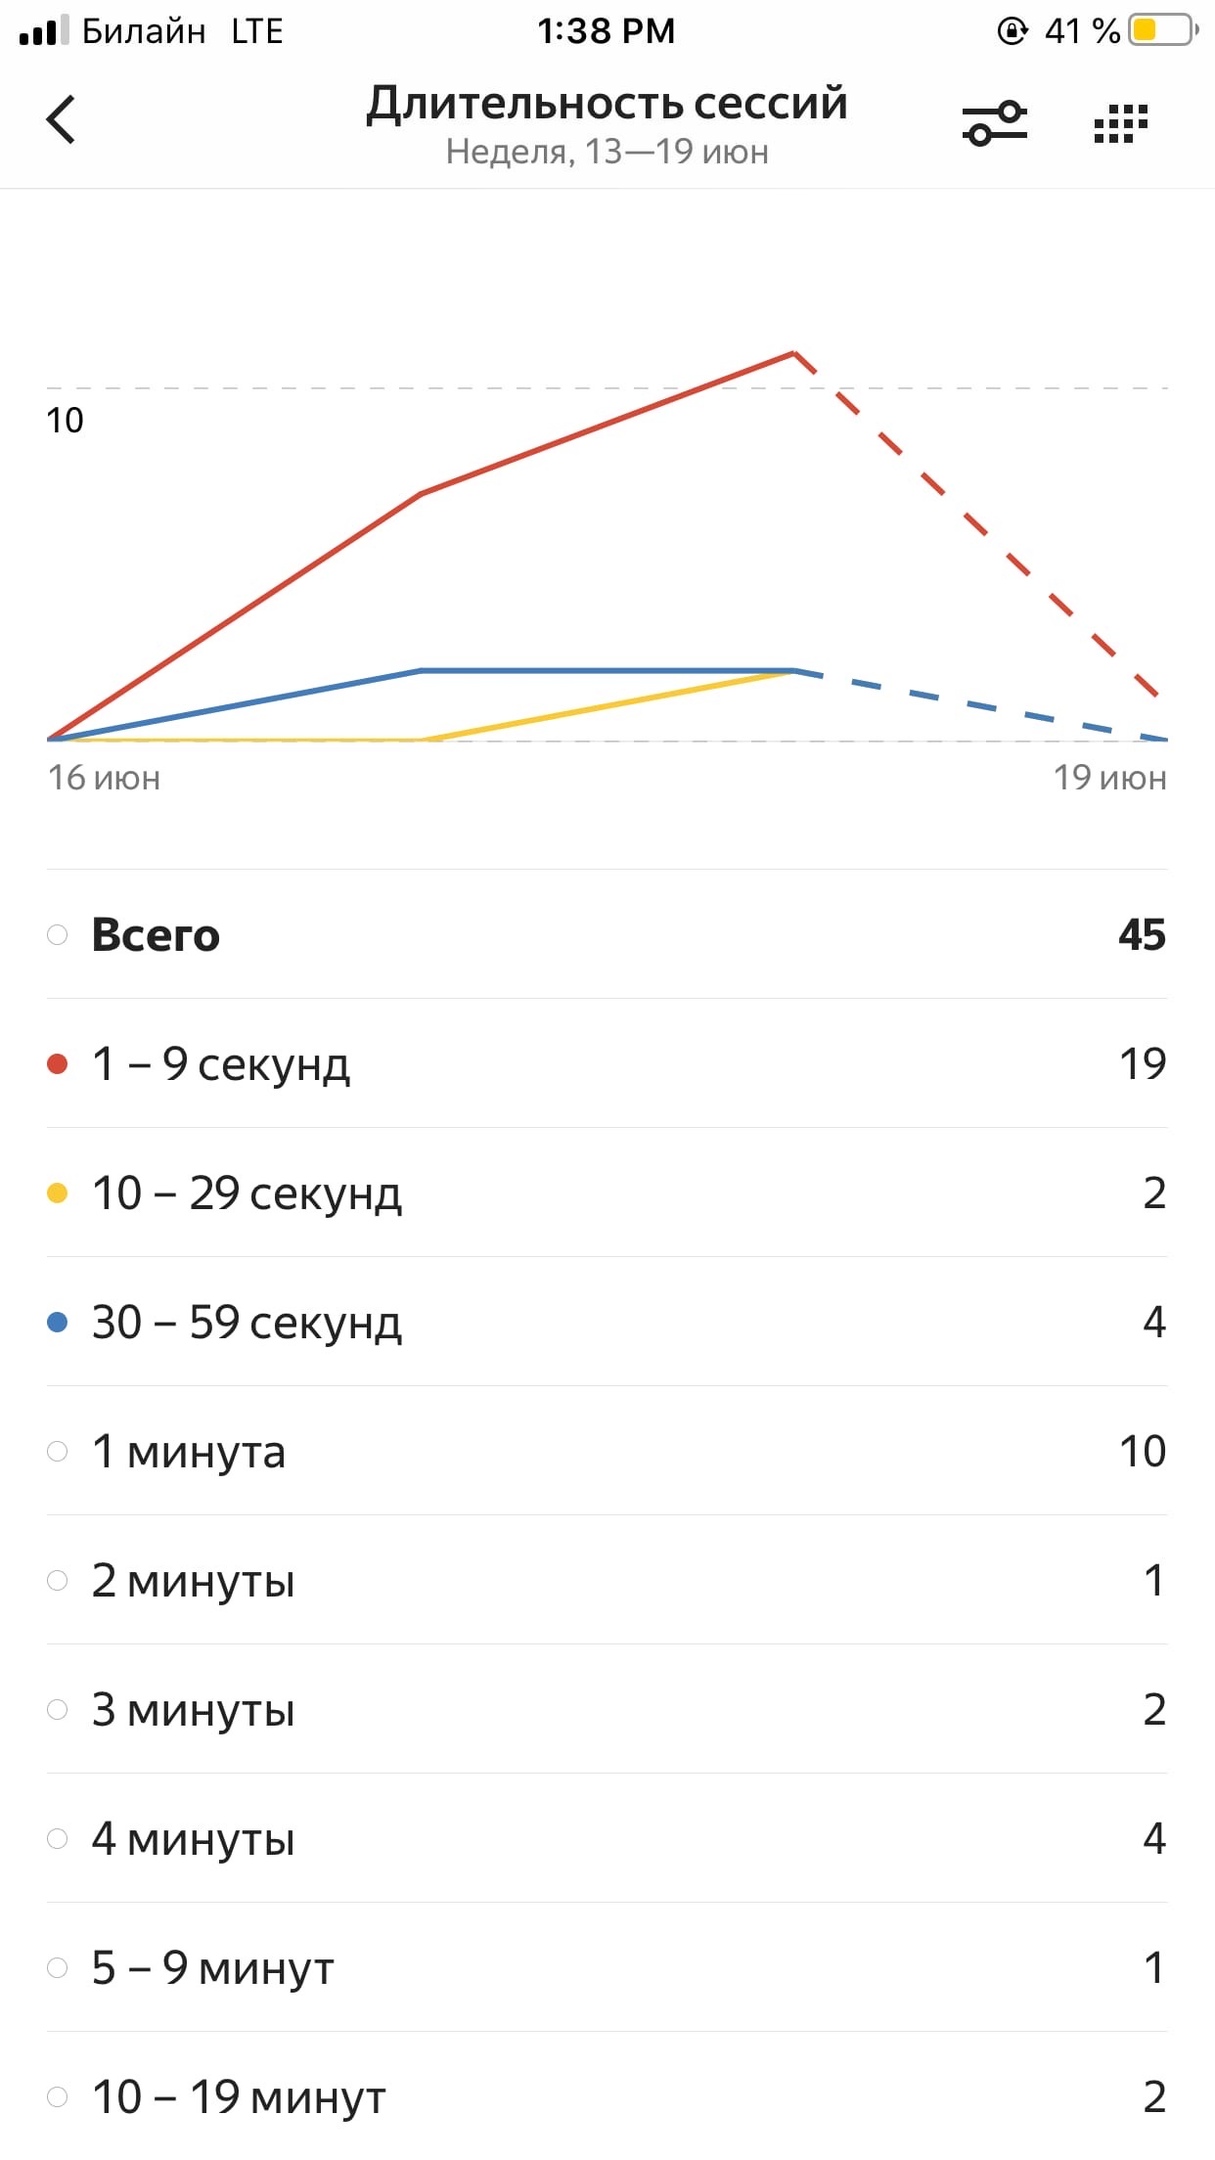 Билайн LTE 1:38 PM 41 %
Длительность сессий
Неделя, 13—19 июн
10
16 июн 19 июн
Всего 45
1 – 9 секунд 19
10 – 29 секунд 2
30 – 59 секунд 4
1 минута 10
2 минуты 1
3 минуты 2
4 минуты 4
5 – 9 минут 1
10 – 19 минут 2